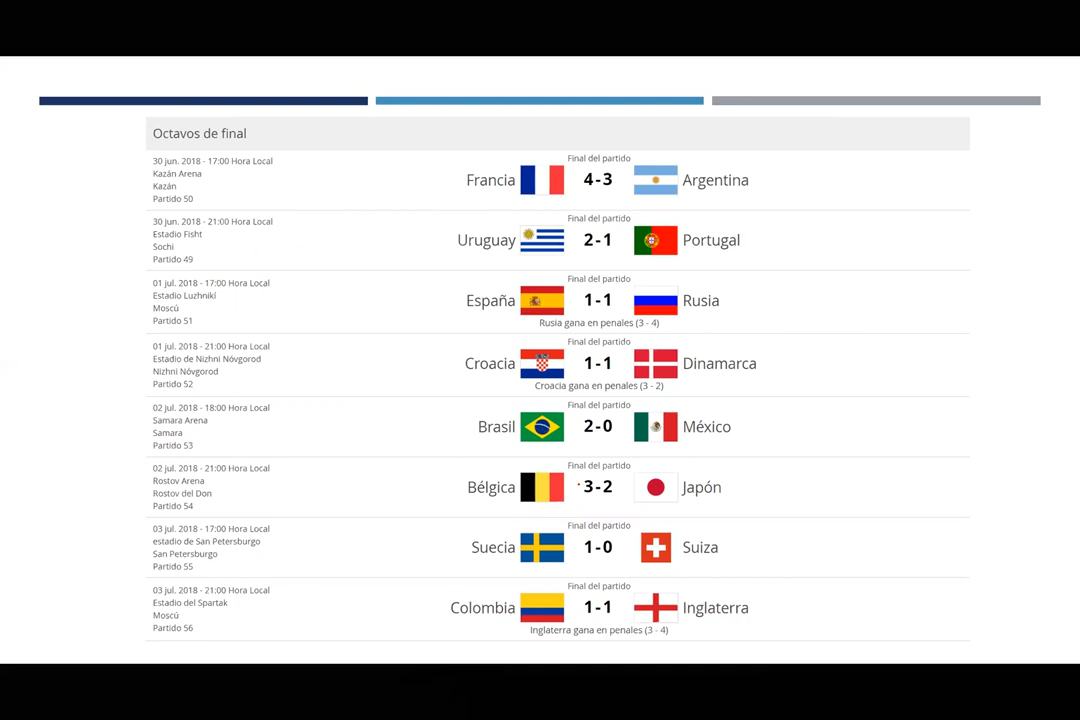 Octavos de final
30 jun. 2018 - 17:00 Hora Local
Kazán Arena
Kazán
Partido 50
Final del partido
Francia 4-3 Argentina
30 jun. 2018 - 21:00 Hora Local
Estadio Fisht
Sochi
Partido 49
Final del partido
Uruguay 2-1 Portugal
01 jul. 2018 - 17:00 Hora Local
Estadio Luzhnikí
Moscú
Partido 51
Final del partido
España 1-1 Rusia
Rusia gana en penales (3 - 4)
01 jul. 2018 - 21:00 Hora Local
Estadio de Nizhni Nóvgorod
Nizhni Nóvgorod
Partido 52
Final del partido
Croacia 1-1 Dinamarca
Croacia gana en penales (3 - 2)
02 jul. 2018 - 18:00 Hora Local
Samara Arena
Samara
Partido 53
Final del partido
Brasil 2-0 México
02 jul. 2018 - 21:00 Hora Local
Rostov Arena
Rostov del Don
Partido 54
Final del partido
Bélgica 3-2 Japón
03 jul. 2018 - 17:00 Hora Local
estadio de San Petersburgo
San Petersburgo
Partido 55
Final del partido
Suecia 1-0 Suiza
03 jul. 2018 - 21:00 Hora Local
Estadio del Spartak
Moscú
Partido 56
Final del partido
Colombia 1-1 Inglaterra
Inglaterra gana en penales (3 - 4)